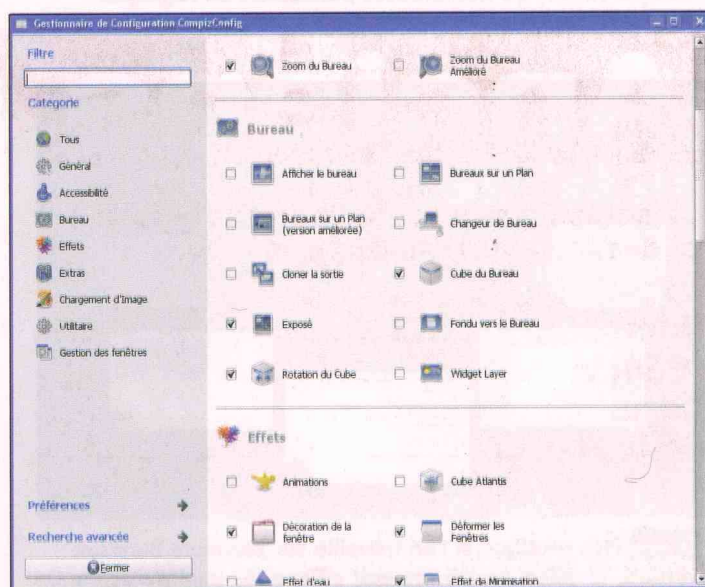 Gestionnaire de Configuration CompizConfig
Filtre
Catégorie
Tous
Général
Accessibilité
Bureau
Effets
Extras
Chargement d'Image
Utilitaire
Gestion des fenêtres
Préférences
Recherche avancée
Fermer
Zoom du Bureau
Zoom du Bureau
Amélioré
Bureau
Afficher le bureau
Bureaux sur un Plan
Bureaux sur un Plan
(version améliorée)
Changeur de Bureau
Cloner la sortie
Cube du Bureau
Exposé
Fondu vers le Bureau
Rotation du Cube
Widget Layer
Effets
Animations
Cube Atlantis
Décoration de la
fenêtre
Déformer les
Fenêtres
Effet d'eau
Effet de Minimisation